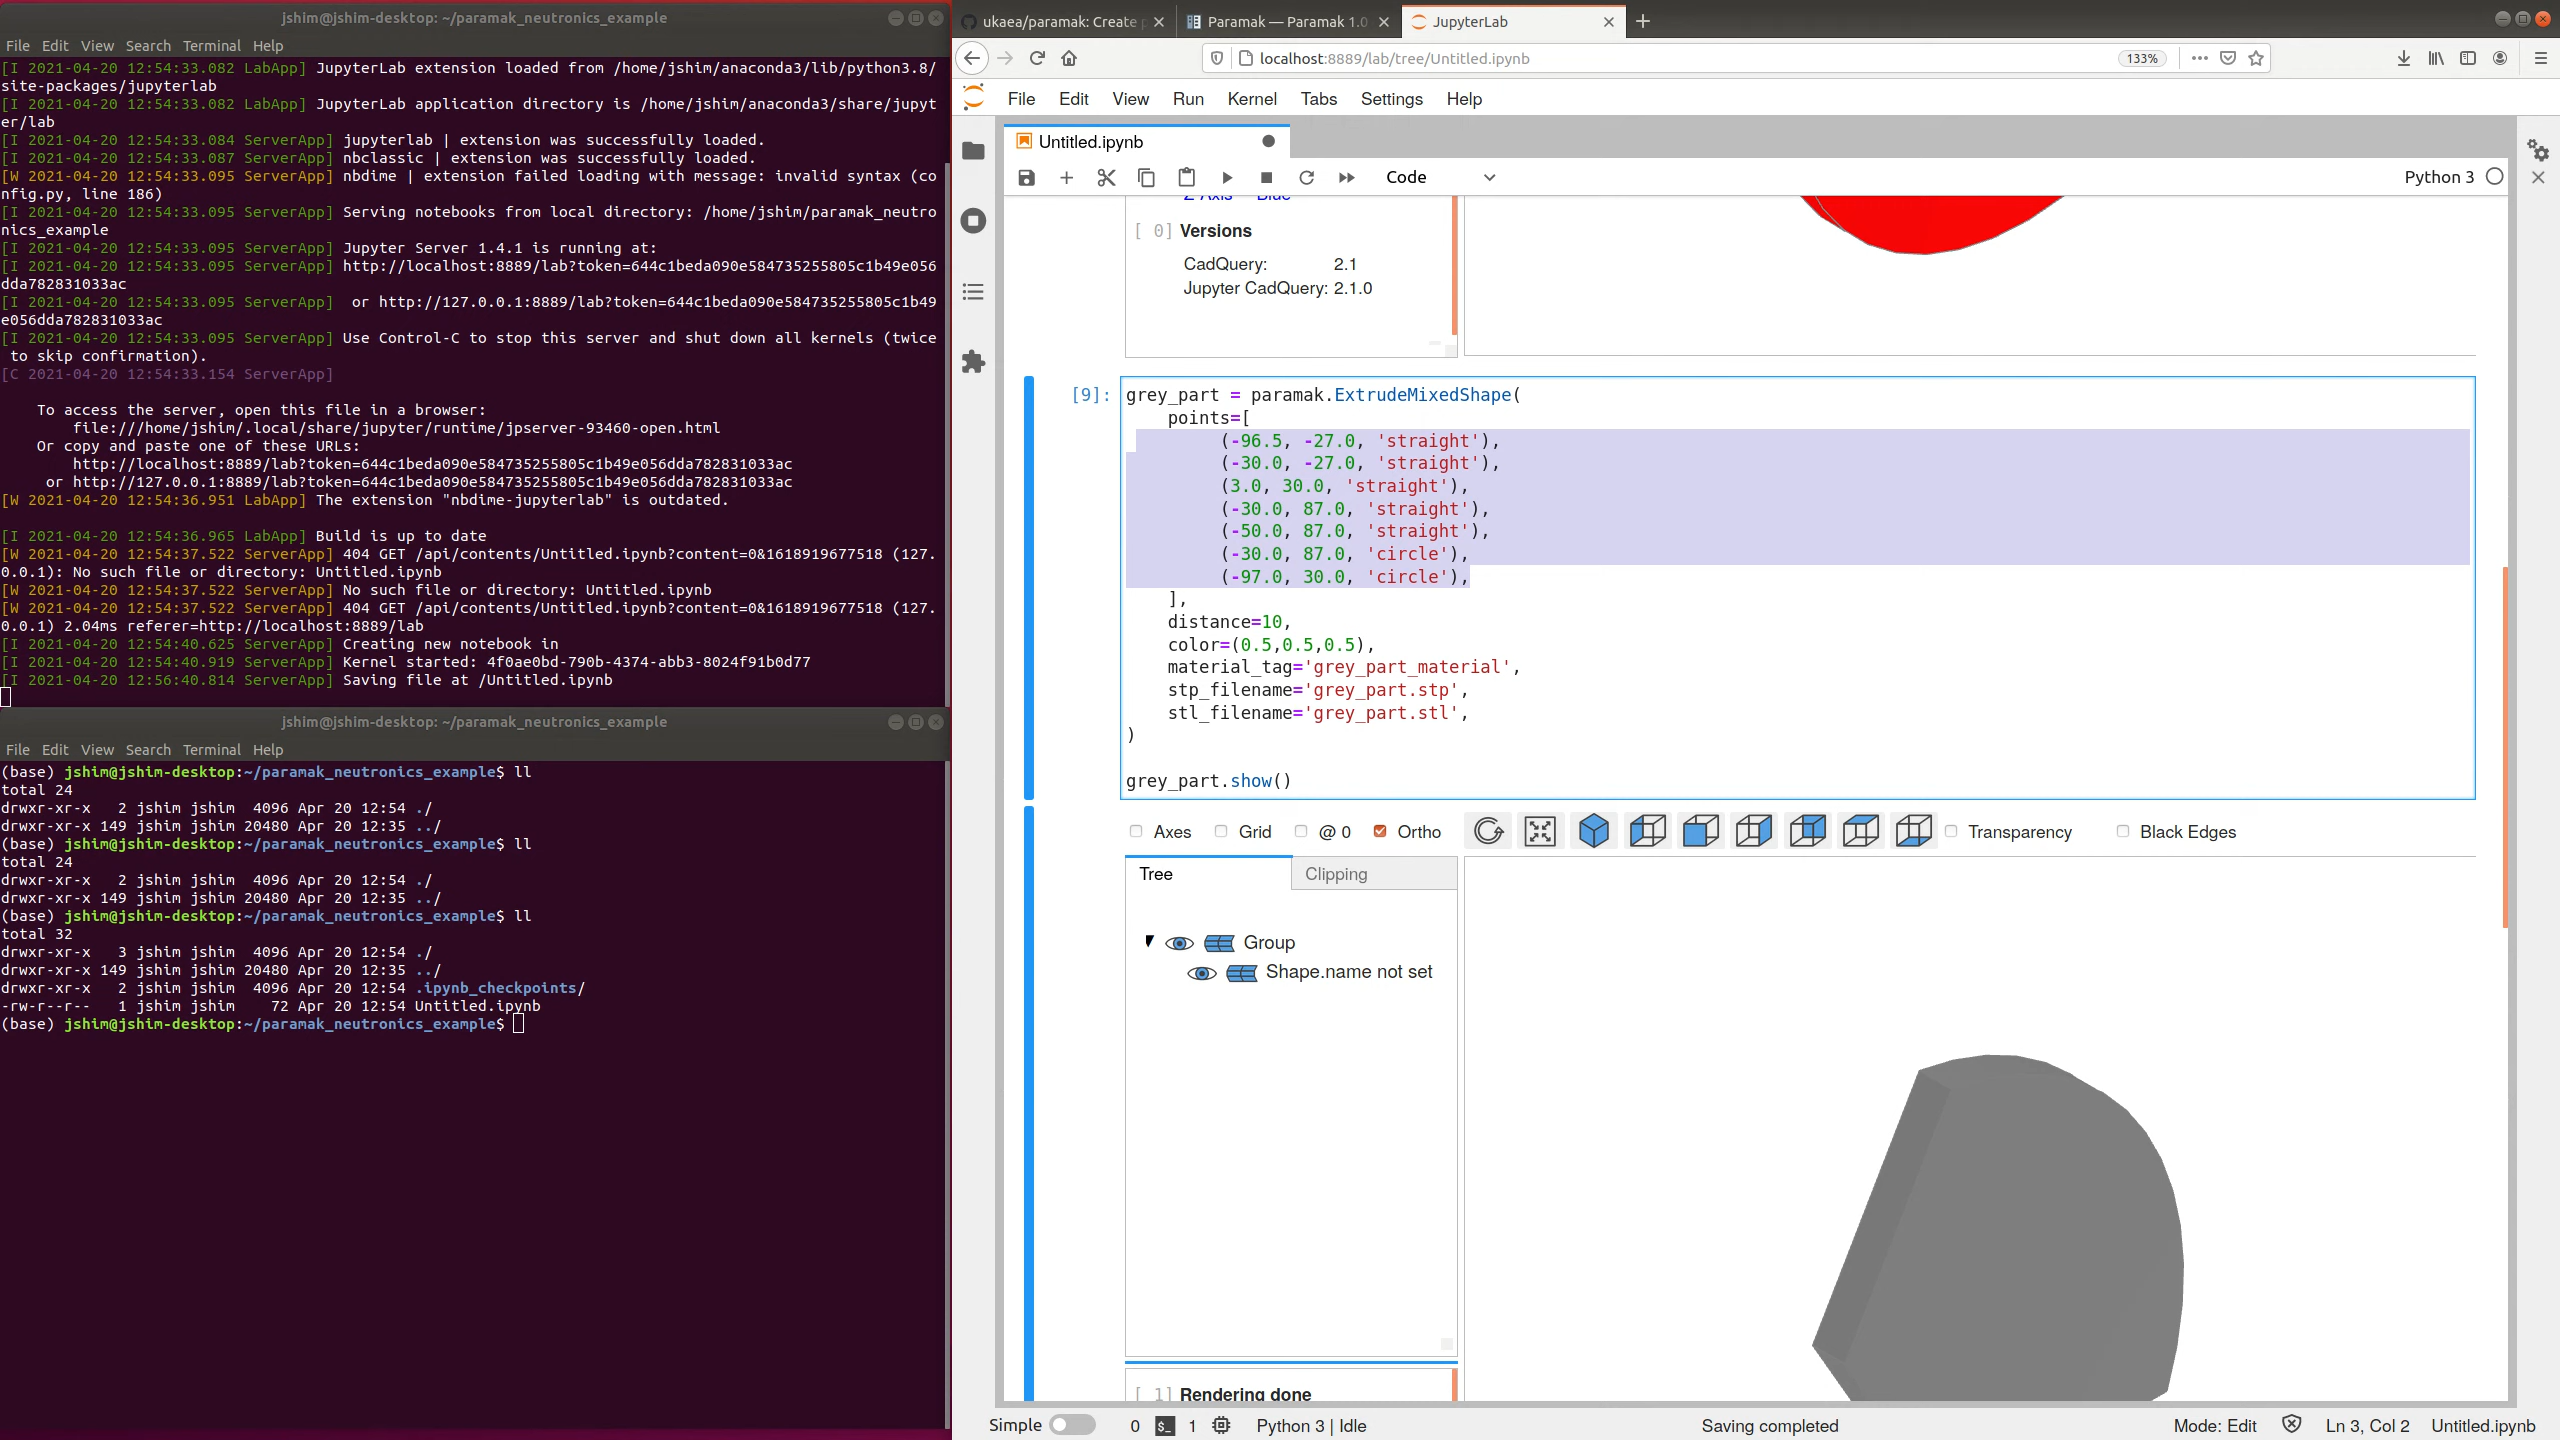 jshim@jshim-desktop: ~/paramak_neutronics_example
File Edit View Search Terminal Help
[I 2021-04-20 12:54:33.082 LabApp] JupyterLab extension loaded from /home/jshim/anaconda3/lib/python3.8/
site-packages/jupyterlab
[I 2021-04-20 12:54:33.082 LabApp] JupyterLab application directory is /home/jshim/anaconda3/share/jupyt
er/lab
[I 2021-04-20 12:54:33.084 ServerApp] jupyterlab | extension was successfully loaded.
[I 2021-04-20 12:54:33.087 ServerApp] nbclassic | extension was successfully loaded.
[W 2021-04-20 12:54:33.095 ServerApp] nbdime | extension failed loading with message: invalid syntax (co
nfig.py, line 186)
[I 2021-04-20 12:54:33.095 ServerApp] Serving notebooks from local directory: /home/jshim/paramak_neutro
nics_example
[I 2021-04-20 12:54:33.095 ServerApp] Jupyter Server 1.4.1 is running at:
[I 2021-04-20 12:54:33.095 ServerApp] http://localhost:8889/lab?token=644c1beda090e584735255805c1b49e056
dda782831033ac
[I 2021-04-20 12:54:33.095 ServerApp]  or http://127.0.0.1:8889/lab?token=644c1beda090e584735255805c1b49
e056dda782831033ac
[I 2021-04-20 12:54:33.095 ServerApp] Use Control-C to stop this server and shut down all kernels (twice
 to skip confirmation).
[C 2021-04-20 12:54:33.154 ServerApp]
To access the server, open this file in a browser:
file:///home/jshim/.local/share/jupyter/runtime/jpserver-93460-open.html
Or copy and paste one of these URLs:
http://localhost:8889/lab?token=644c1beda090e584735255805c1b49e056dda782831033ac
or http://127.0.0.1:8889/lab?token=644c1beda090e584735255805c1b49e056dda782831033ac
[W 2021-04-20 12:54:36.951 LabApp] The extension "nbdime-jupyterlab" is outdated.
[I 2021-04-20 12:54:36.965 LabApp] Build is up to date
[W 2021-04-20 12:54:37.522 ServerApp] 404 GET /api/contents/Untitled.ipynb?content=0&1618919677518 (127.
0.0.1): No such file or directory: Untitled.ipynb
[W 2021-04-20 12:54:37.522 ServerApp] No such file or directory: Untitled.ipynb
[W 2021-04-20 12:54:37.522 ServerApp] 404 GET /api/contents/Untitled.ipynb?content=0&1618919677518 (127.
0.0.1) 2.04ms referer=http://localhost:8889/lab
[I 2021-04-20 12:54:40.625 ServerApp] Creating new notebook in
[I 2021-04-20 12:54:40.919 ServerApp] Kernel started: 4f0ae0bd-790b-4374-abb3-8024f91b0d77
[I 2021-04-20 12:56:40.814 ServerApp] Saving file at /Untitled.ipynb
jshim@jshim-desktop: ~/paramak_neutronics_example
File Edit View Search Terminal Help
(base) jshim@jshim-desktop:~/paramak_neutronics_example$ ll
total 24
drwxr-xr-x   2 jshim jshim  4096 Apr 20 12:54 ./
drwxr-xr-x 149 jshim jshim 20480 Apr 20 12:35 ../
(base) jshim@jshim-desktop:~/paramak_neutronics_example$ ll
total 24
drwxr-xr-x   2 jshim jshim  4096 Apr 20 12:54 ./
drwxr-xr-x 149 jshim jshim 20480 Apr 20 12:35 ../
(base) jshim@jshim-desktop:~/paramak_neutronics_example$ ll
total 32
drwxr-xr-x   3 jshim jshim  4096 Apr 20 12:54 ./
drwxr-xr-x 149 jshim jshim 20480 Apr 20 12:35 ../
drwxr-xr-x   2 jshim jshim  4096 Apr 20 12:54 .ipynb_checkpoints/
-rw-r--r--   1 jshim jshim    72 Apr 20 12:54 Untitled.ipynb
(base) jshim@jshim-desktop:~/paramak_neutronics_example$
ukaea/paramak: Create p
Paramak — Paramak 1.0
JupyterLab
localhost:8889/lab/tree/Untitled.ipynb
133%
File Edit View Run Kernel Tabs Settings Help
Untitled.ipynb
Code
Python 3
Z-Axis Blue
[ 0] Versions
CadQuery: 2.1
Jupyter CadQuery: 2.1.0
[9]: grey_part = paramak.ExtrudeMixedShape(
points=[
(-96.5, -27.0, 'straight'),
(-30.0, -27.0, 'straight'),
(3.0, 30.0, 'straight'),
(-30.0, 87.0, 'straight'),
(-50.0, 87.0, 'straight'),
(-30.0, 87.0, 'circle'),
(-97.0, 30.0, 'circle'),
],
distance=10,
color=(0.5,0.5,0.5),
material_tag='grey_part_material',
stp_filename='grey_part.stp',
stl_filename='grey_part.stl',
)
grey_part.show()
Axes Grid @ 0 Ortho Transparency Black Edges
Tree Clipping
Group
Shape.name not set
[ 1] Rendering done
Simple 0 $_ 1 Python 3 | Idle Saving completed Mode: Edit Ln 3, Col 2 Untitled.ipynb